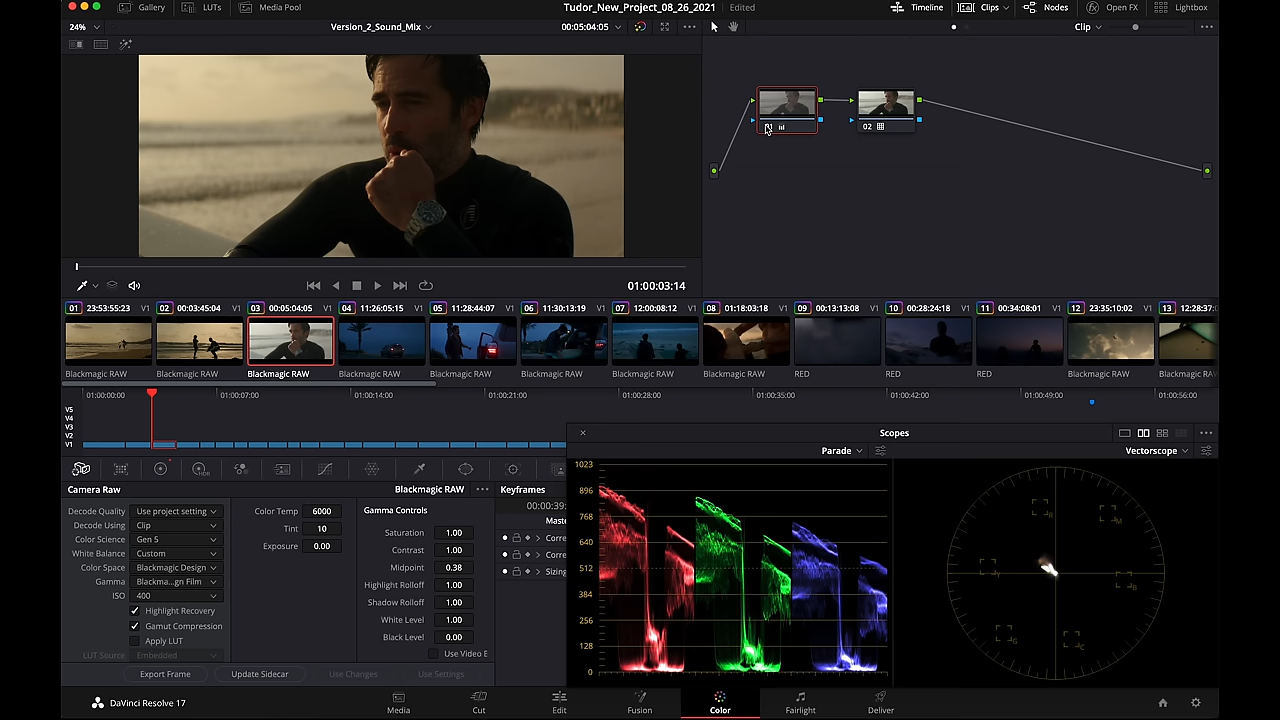 Gallery LUTs Media Pool Tudor_New_Project_08_26_2021 Edited Timeline Clips Nodes Open FX Lightbox
24% Version_2_Sound_Mix 00:05:04:05 Clip
02
01:00:03:14
01 23:53:55:23 V1 02 00:03:45:04 V1 03 00:05:04:05 V1 04 11:26:05:15 V1 05 11:28:44:07 V1 06 11:30:13:19 V1 07 12:00:08:12 V1 08 01:18:03:18 V1 09 00:13:13:08 V1 10 00:28:24:18 V1 11 00:34:08:01 V1 12 23:35:10:02 V1 13 12:28:37:
Blackmagic RAW Blackmagic RAW Blackmagic RAW Blackmagic RAW Blackmagic RAW Blackmagic RAW Blackmagic RAW Blackmagic RAW RED RED RED Blackmagic RAW Blackmagic RAW
01:00:00:00 01:00:07:00 01:00:14:00 01:00:21:00 01:00:28:00 01:00:35:00 01:00:42:00 01:00:49:00 01:00:56:00
V5
V4
V3
V2
V1
Scopes
Parade Vectorscope
Camera Raw Blackmagic RAW Keyframes
Decode Quality Use project setting
Decode Using Clip
Color Science Gen 5
White Balance Custom
Color Space Blackmagic Design
Gamma Blackma...gn Film
ISO 400
Highlight Recovery
Gamut Compression
Apply LUT
LUT Source Embedded
Color Temp 6000
Tint 10
Exposure 0.00
Gamma Controls
Saturation 1.00
Contrast 1.00
Midpoint 0.38
Highlight Rolloff 1.00
Shadow Rolloff 1.00
White Level 1.00
Black Level 0.00
Use Video E
00:00:39:
Maste
Corre
Corre
Sizing
1023
896
768
640
512
384
256
128
0
R
M
Y
B
G
C
Export Frame Update Sidecar Use Changes Use Settings
DaVinci Resolve 17 Media Cut Edit Fusion Color Fairlight Deliver